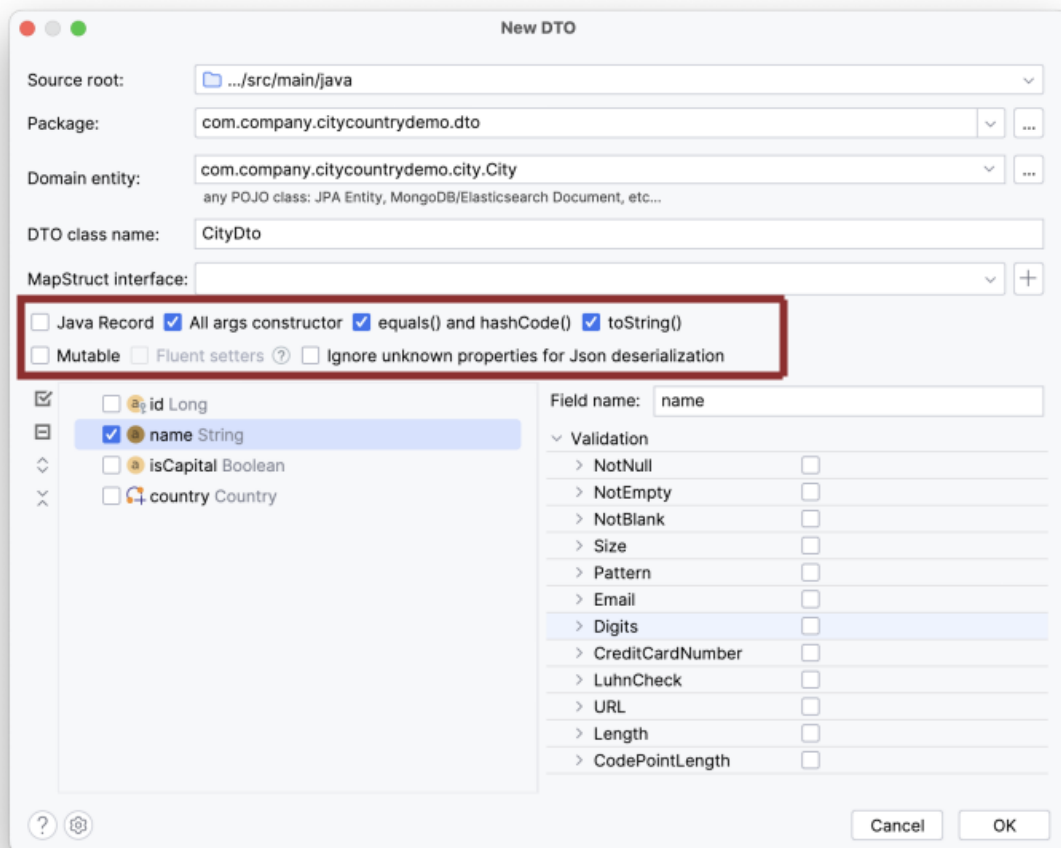 New DTO
Source root: .../src/main/java
Package: com.company.citycountrydemo.dto ...
Domain entity: com.company.citycountrydemo.city.City ...
any POJO class: JPA Entity, MongoDB/Elasticsearch Document, etc...
DTO class name: CityDto
MapStruct interface:
Java Record All args constructor equals() and hashCode() toString()
Mutable Fluent setters ? Ignore unknown properties for Json deserialization
id Long
name String
isCapital Boolean
country Country
Field name: name
Validation
NotNull
NotEmpty
NotBlank
Size
Pattern
Email
Digits
CreditCardNumber
LuhnCheck
URL
Length
CodePointLength
? Cancel OK